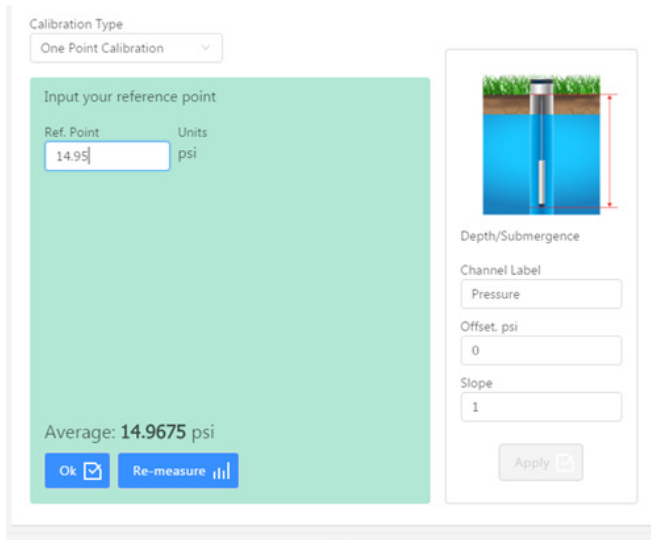 Calibration Type
One Point Calibration
Input your reference point
Ref. Point Units
14.95 psi
Average: 14.9675 psi
Ok Re-measure
Depth/Submergence
Channel Label
Pressure
Offset, psi
0
Slope
1
Apply